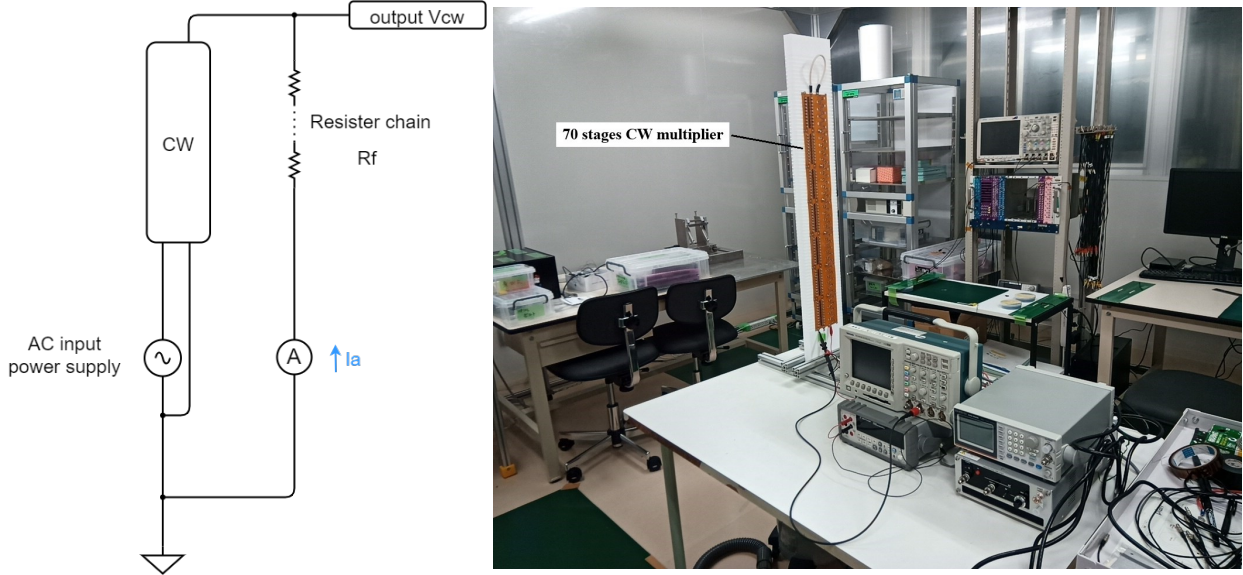 output Vcw
CW
Resister chain
Rf
AC input
power supply
A
Ia
70 stages CW multiplier